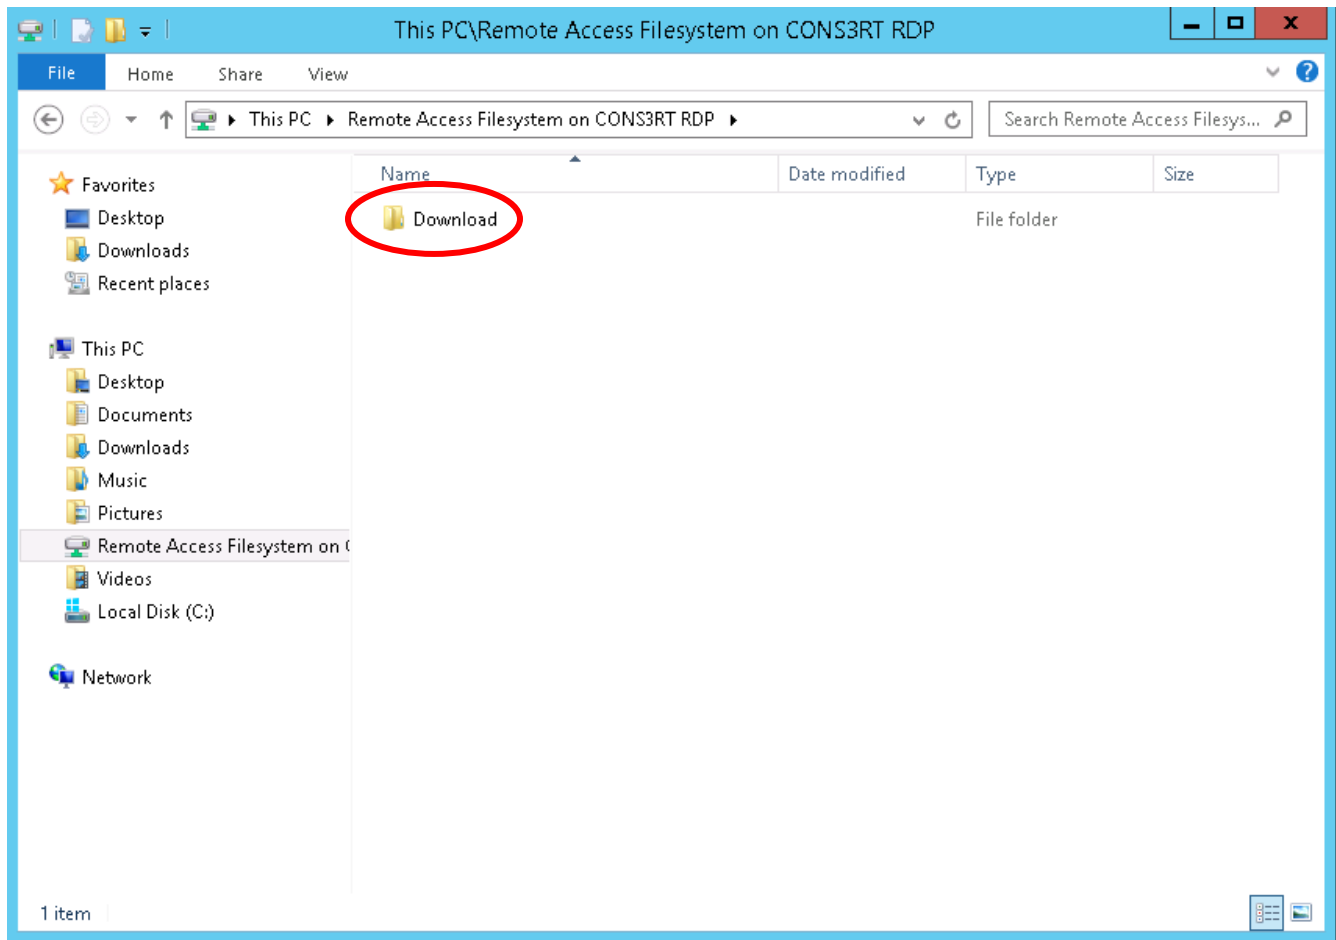 This PC\Remote Access Filesystem on CONS3RT RDP
File Home Share View
This PC Remote Access Filesystem on CONS3RT RDP Search Remote Access Filesys...
Name Date modified Type Size
Download File folder
Favorites
Desktop
Downloads
Recent places
This PC
Desktop
Documents
Downloads
Music
Pictures
Remote Access Filesystem on
Videos
Local Disk (C:)
Network
1 item